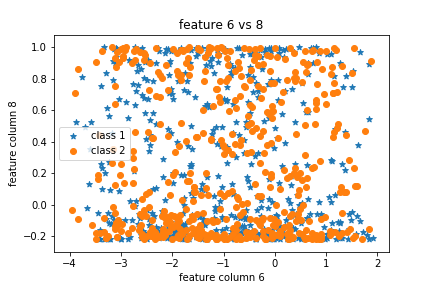 feature 6 vs 8
1.0
0.8
0.6
0.4
0.2
0.0
−0.2
feature column 8
class 1
class 2
−4 −3 −2 −1 0 1 2
feature column 6